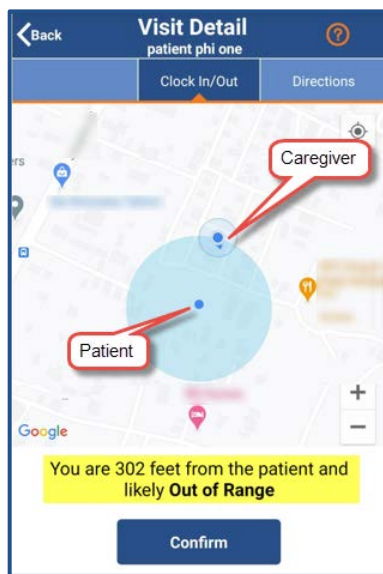 Back
Visit Detail
patient phi one
?
Clock In/Out
Directions
ers
Caregiver
Patient
+
−
Google
You are 302 feet from the patient and
likely Out of Range
Confirm